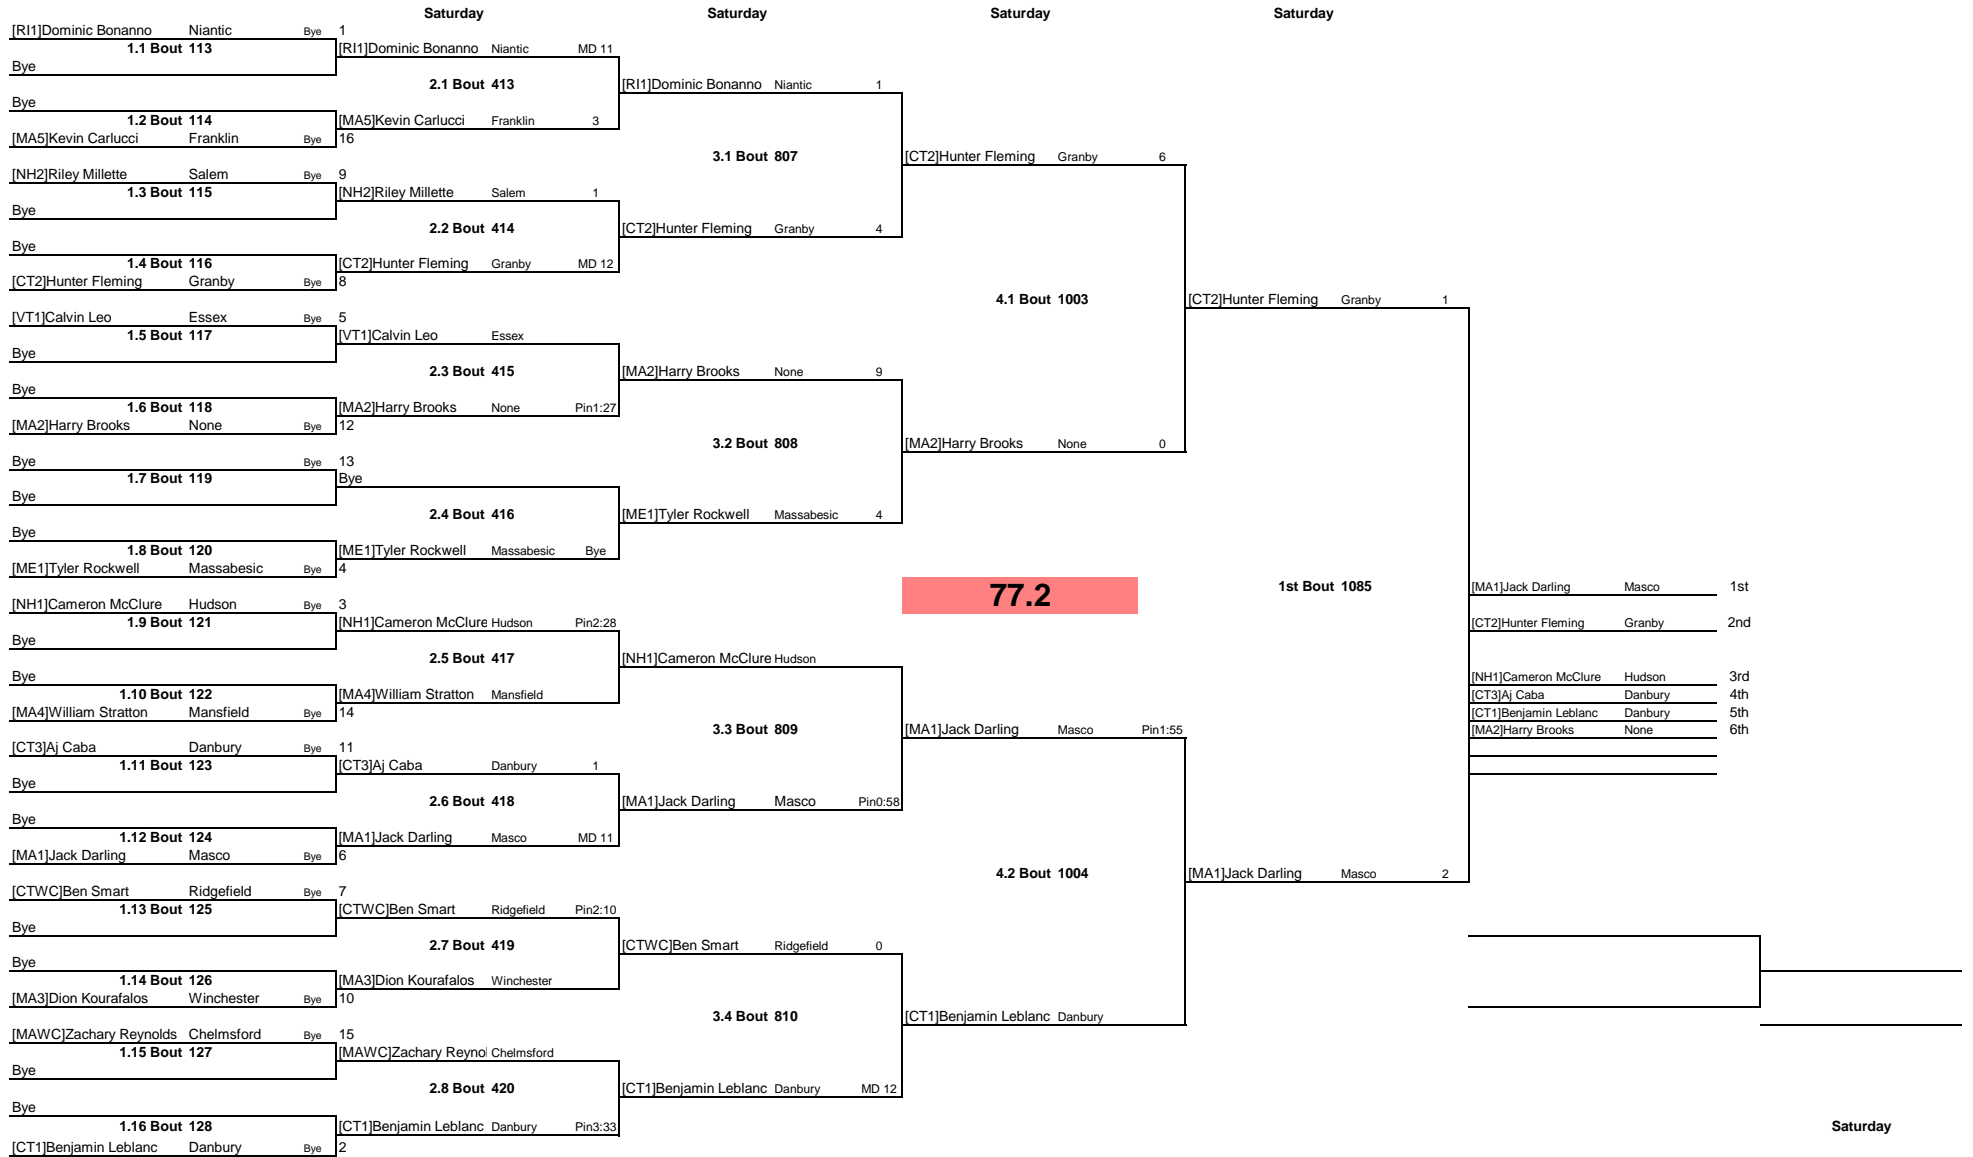 Saturday Saturday Saturday Saturday
[RI1]Dominic Bonanno Niantic Bye 1
1.1 Bout 113 [RI1]Dominic Bonanno Niantic MD 11
Bye
2.1 Bout 413 [RI1]Dominic Bonanno Niantic 1
Bye
1.2 Bout 114 [MA5]Kevin Carlucci Franklin 3
[MA5]Kevin Carlucci Franklin Bye 16
3.1 Bout 807 [CT2]Hunter Fleming Granby 6
[NH2]Riley Millette Salem Bye 9
1.3 Bout 115 [NH2]Riley Millette Salem 1
Bye
2.2 Bout 414 [CT2]Hunter Fleming Granby 4
Bye
1.4 Bout 116 [CT2]Hunter Fleming Granby MD 12
[CT2]Hunter Fleming Granby Bye 8
4.1 Bout 1003 [CT2]Hunter Fleming Granby 1
[VT1]Calvin Leo Essex Bye 5
1.5 Bout 117 [VT1]Calvin Leo Essex
Bye
2.3 Bout 415 [MA2]Harry Brooks None 9
Bye
1.6 Bout 118 [MA2]Harry Brooks None Pin1:27
[MA2]Harry Brooks None Bye 12
3.2 Bout 808 [MA2]Harry Brooks None 0
Bye Bye 13
1.7 Bout 119 Bye
Bye
2.4 Bout 416 [ME1]Tyler Rockwell Massabesic 4
Bye
1.8 Bout 120 [ME1]Tyler Rockwell Massabesic Bye
[ME1]Tyler Rockwell Massabesic Bye 4
77.2 1st Bout 1085 [MA1]Jack Darling Masco 1st
[NH1]Cameron McClure Hudson Bye 3
1.9 Bout 121 [NH1]Cameron McClure Hudson Pin2:28 [CT2]Hunter Fleming Granby 2nd
Bye
2.5 Bout 417 [NH1]Cameron McClure Hudson
Bye [NH1]Cameron McClure Hudson 3rd
1.10 Bout 122 [MA4]William Stratton Mansfield [CT3]Aj Caba Danbury 4th
[MA4]William Stratton Mansfield Bye 14 [CT1]Benjamin Leblanc Danbury 5th
3.3 Bout 809 [MA1]Jack Darling Masco Pin1:55 [MA2]Harry Brooks None 6th
[CT3]Aj Caba Danbury Bye 11
1.11 Bout 123 [CT3]Aj Caba Danbury 1
Bye
2.6 Bout 418 [MA1]Jack Darling Masco Pin0:58
Bye
1.12 Bout 124 [MA1]Jack Darling Masco MD 11
[MA1]Jack Darling Masco Bye 6
4.2 Bout 1004 [MA1]Jack Darling Masco 2
[CTWC]Ben Smart Ridgefield Bye 7
1.13 Bout 125 [CTWC]Ben Smart Ridgefield Pin2:10
Bye
2.7 Bout 419 [CTWC]Ben Smart Ridgefield 0
Bye
1.14 Bout 126 [MA3]Dion Kourafalos Winchester
[MA3]Dion Kourafalos Winchester Bye 10
3.4 Bout 810 [CT1]Benjamin Leblanc Danbury
[MAWC]Zachary Reynolds Chelmsford Bye 15
1.15 Bout 127 [MAWC]Zachary Reynol Chelmsford
Bye
2.8 Bout 420 [CT1]Benjamin Leblanc Danbury MD 12
Bye
1.16 Bout 128 [CT1]Benjamin Leblanc Danbury Pin3:33 Saturday
[CT1]Benjamin Leblanc Danbury Bye 2